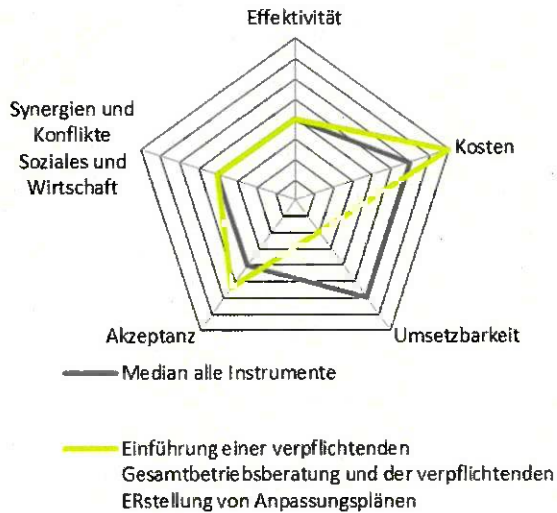 Effektivität
Synergien und
Konflikte
Soziales und
Wirtschaft
Kosten
Akzeptanz
Umsetzbarkeit
Median alle Instrumente
Einführung einer verpflichtenden
Gesamtbetriebsberatung und der verpflichtenden
ERstellung von Anpassungsplänen